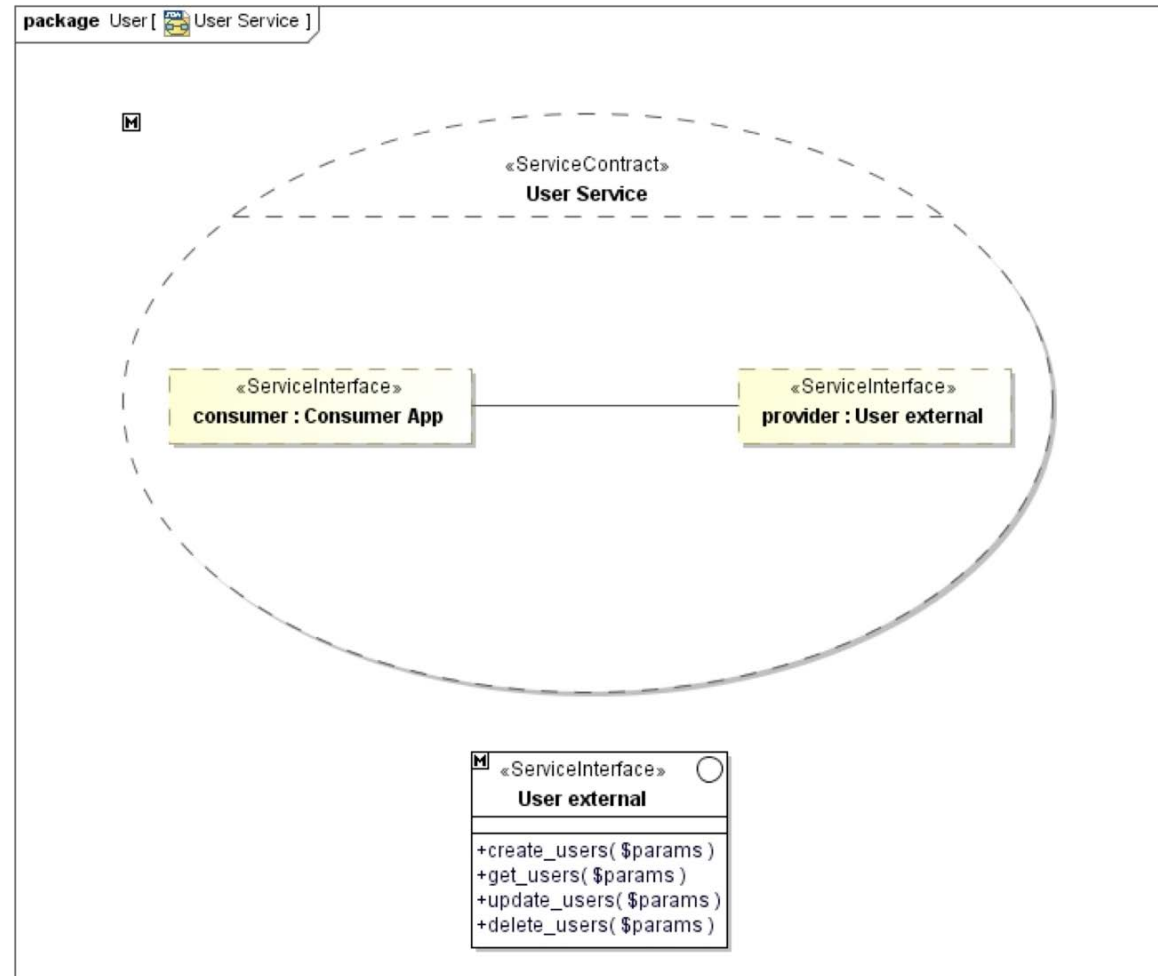 package User [ User Service ]
M
«ServiceContract»
User Service
«ServiceInterface»
consumer : Consumer App
«ServiceInterface»
provider : User external
M
«ServiceInterface»
User external
+create_users( $params )
+get_users( $params )
+update_users( $params )
+delete_users( $params )